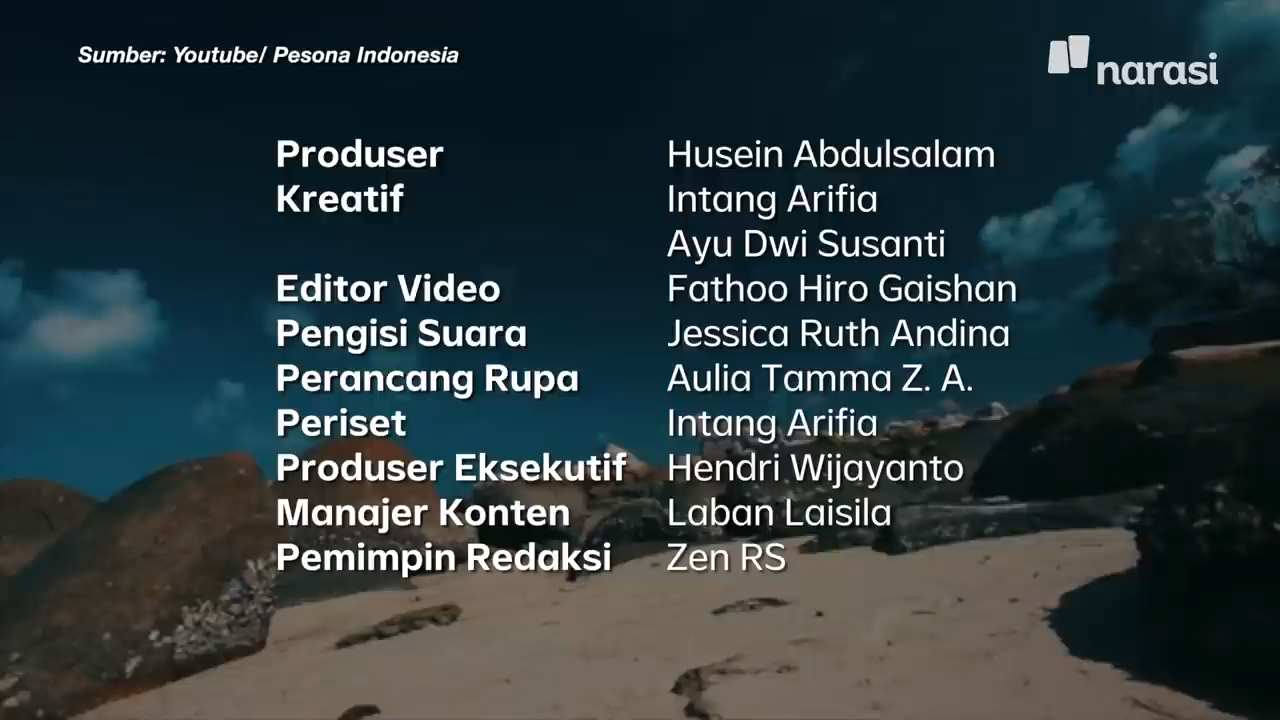 Sumber: Youtube/ Pesona Indonesia
narasi
Produser Husein Abdulsalam
Kreatif Intang Arifia
Ayu Dwi Susanti
Editor Video Fathoo Hiro Gaishan
Pengisi Suara Jessica Ruth Andina
Perancang Rupa Aulia Tamma Z. A.
Periset Intang Arifia
Produser Eksekutif Hendri Wijayanto
Manajer Konten Laban Laisila
Pemimpin Redaksi Zen RS